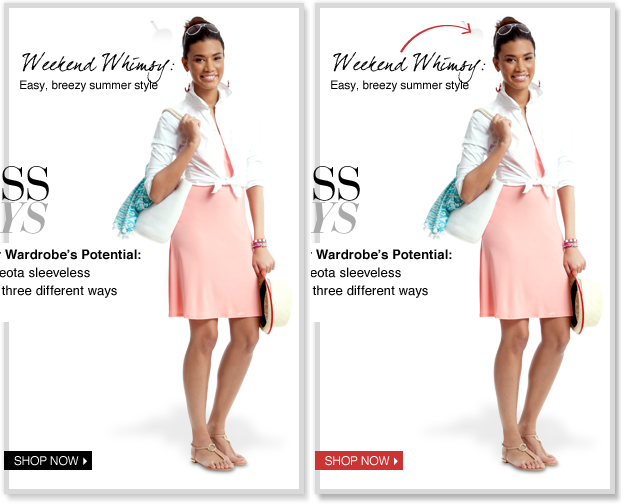 Weekend Whimsy:
Easy, breezy summer style
SS
YS
Wardrobe's Potential:
eota sleeveless
three different ways
SHOP NOW
Weekend Whimsy:
Easy, breezy summer style
SS
YS
Wardrobe's Potential:
eota sleeveless
three different ways
SHOP NOW